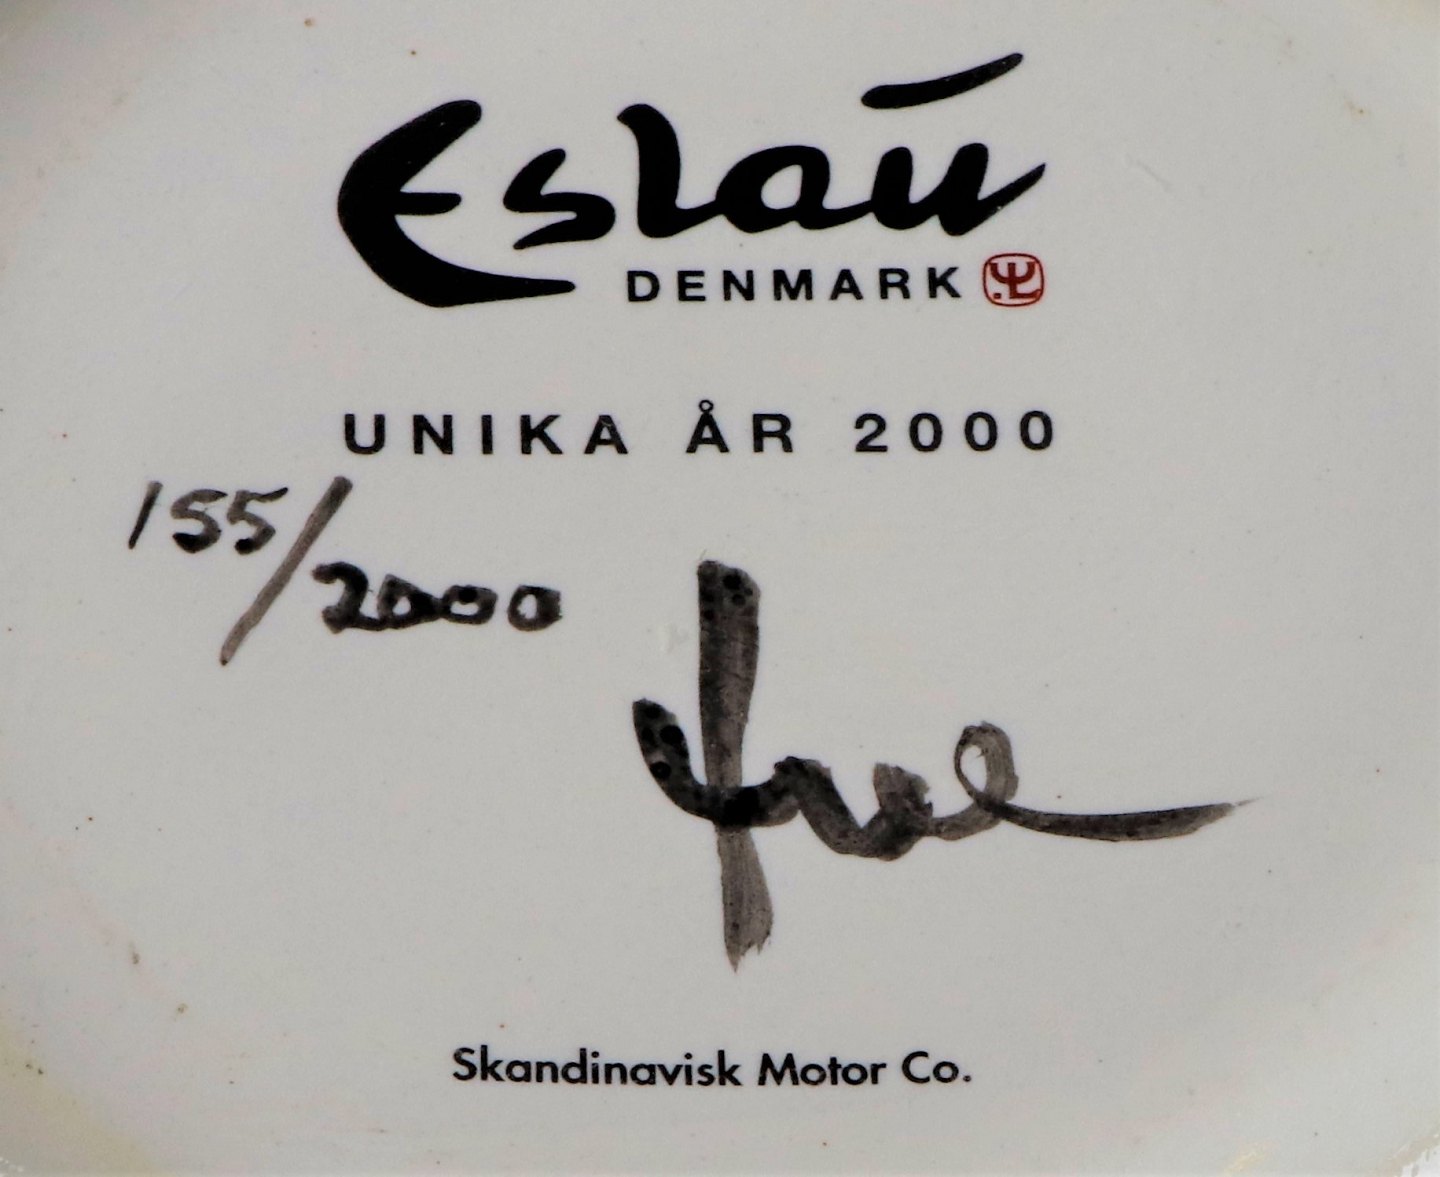 Eslau
DENMARK
UNIKA ÅR 2000
155/2000
Skandinavisk Motor Co.